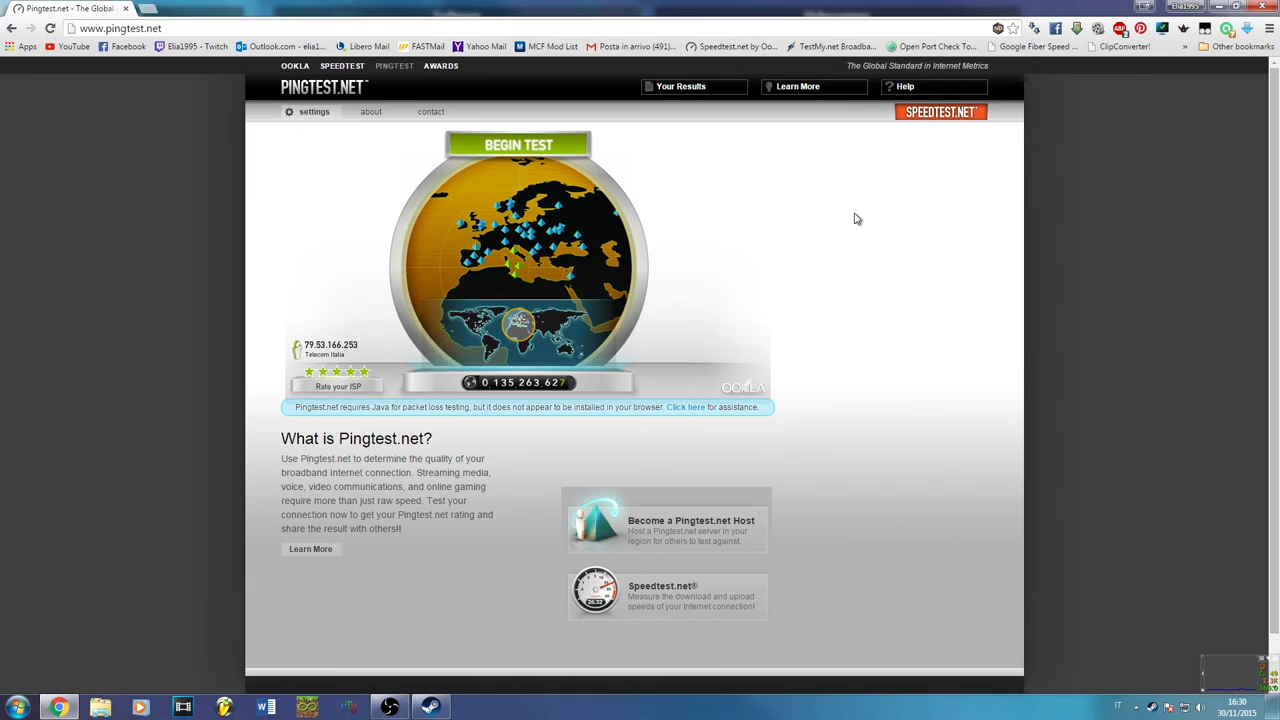 Pingtest.net - The Global
Elia1995
www.pingtest.net
Apps YouTube Facebook Elia1995 - Twitch Outlook.com - elia1... Libero Mail FASTMail Yahoo Mail MCF Mod List Posta in arrivo (491)... Speedtest.net by Oo... TestMy.net Broadba... Open Port Check To... Google Fiber Speed ... ClipConverter! » Other bookmarks
OOKLA SPEEDTEST PINGTEST AWARDS The Global Standard in Internet Metrics
PINGTEST.NET™ Your Results Learn More ? Help
settings about contact SPEEDTEST.NET
BEGIN TEST
79.53.166.253
Telecom Italia
Rate your ISP
0,135,263,627
OOKLA
Pingtest.net requires Java for packet loss testing, but it does not appear to be installed in your browser. Click here for assistance.
What is Pingtest.net?
Use Pingtest.net to determine the quality of your
broadband Internet connection. Streaming media,
voice, video communications, and online gaming
require more than just raw speed. Test your
connection now to get your Pingtest.net rating and
share the result with others!!
Learn More
Become a Pingtest.net Host
Host a Pingtest.net server in your
region for others to test against.
Speedtest.net®
Measure the download and upload
speeds of your Internet connection!
IT
16:30
30/11/2015